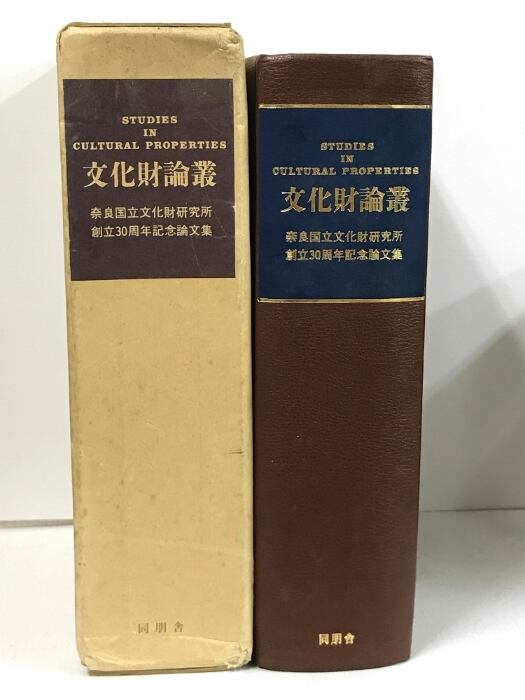 STUDIES
IN
CULTURAL PROPERTIES
文化財論叢
奈良国立文化財研究所
創立30周年記念論文集
同朋舎
STUDIES
IN
CULTURAL PROPERTIES
文化財論叢
奈良国立文化財研究所
創立30周年記念論文集
同朋舎